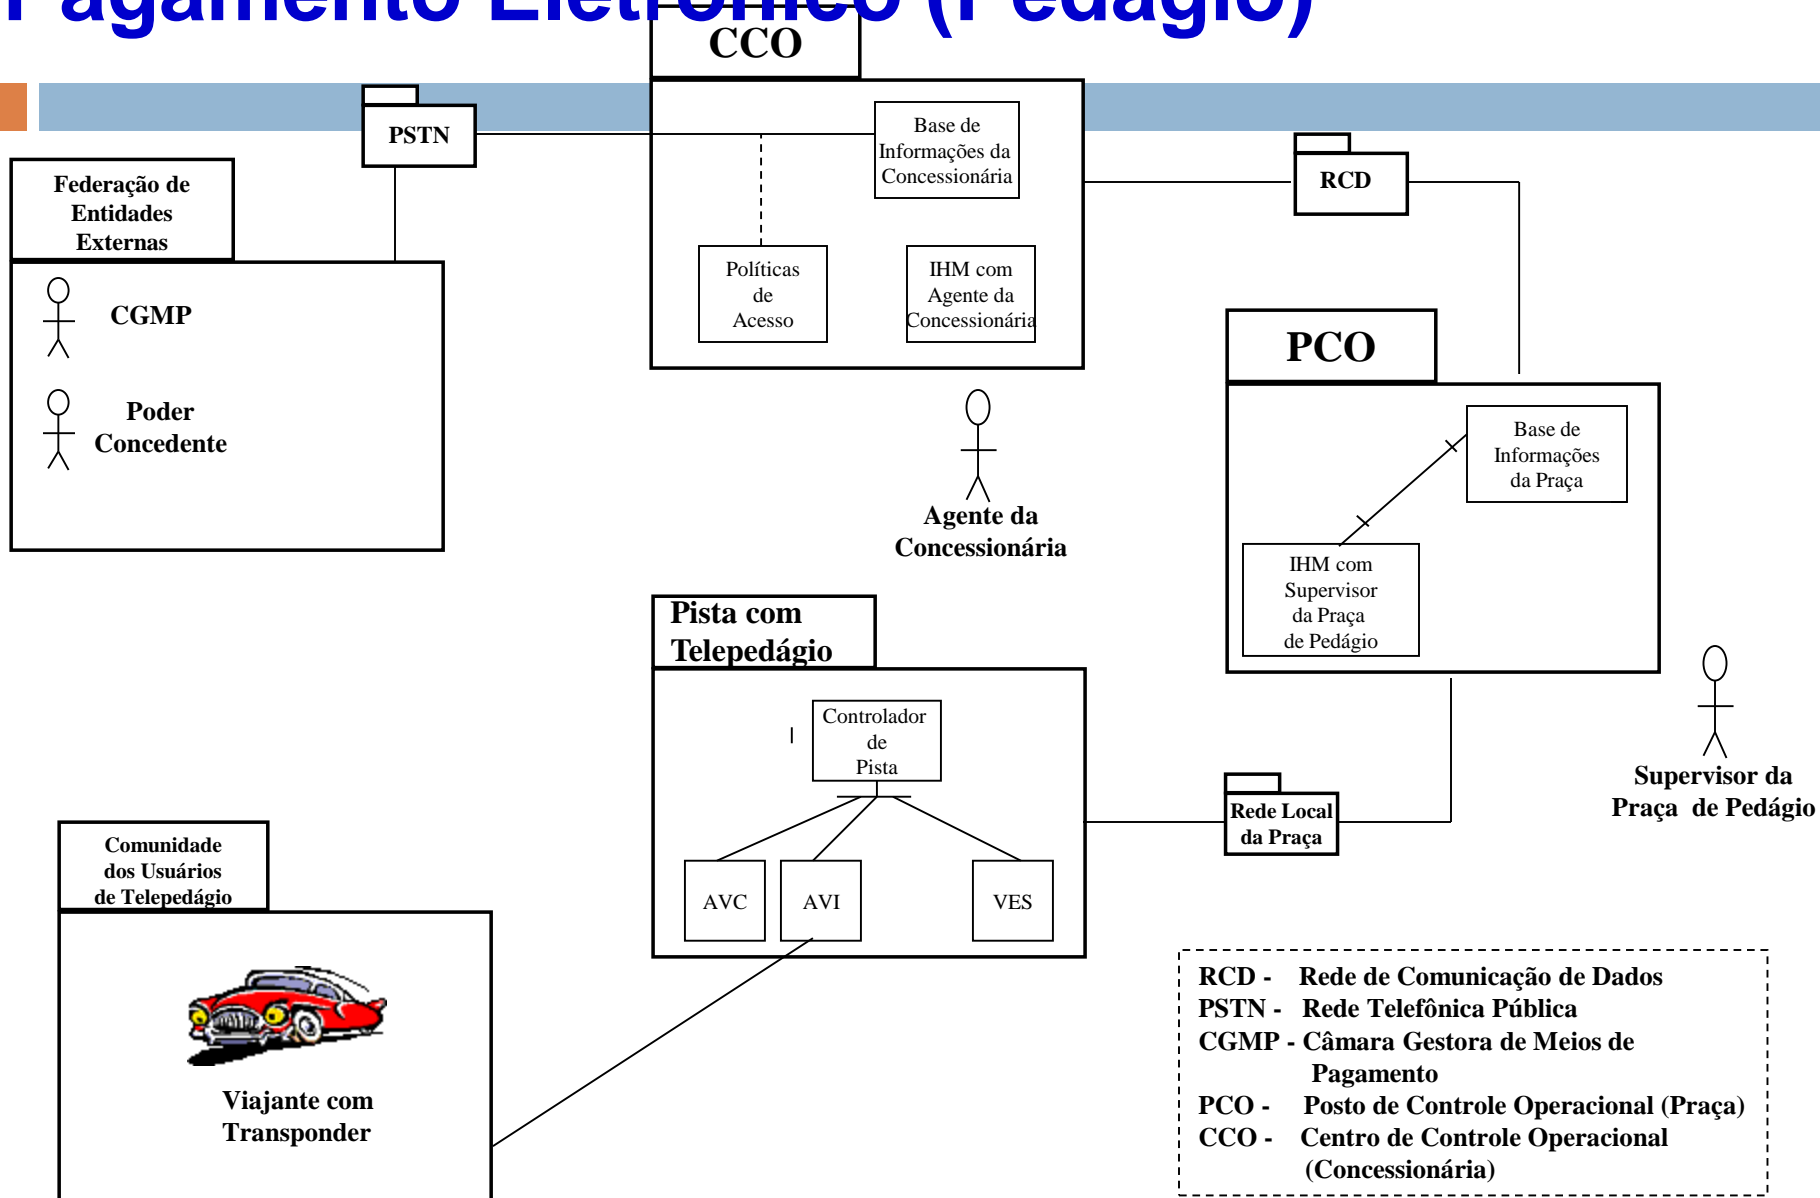 Pagamento Eletrônico (Pedágio)
CCO
PSTN
Base de
Informações da
Concessionária
Políticas
de
Acesso
IHM com
Agente da
Concessionária
RCD
Federação de
Entidades
Externas
CGMP
Poder
Concedente
Agente da
Concessionária
PCO
Base de
Informações
da Praça
IHM com
Supervisor
da Praça
de Pedágio
Supervisor da
Praça de Pedágio
Pista com
Telepedágio
Controlador
de
Pista
AVC
AVI
VES
Rede Local
da Praça
Comunidade
dos Usuários
de Telepedágio
Viajante com
Transponder
RCD - Rede de Comunicação de Dados
PSTN - Rede Telefônica Pública
CGMP - Câmara Gestora de Meios de
Pagamento
PCO - Posto de Controle Operacional (Praça)
CCO - Centro de Controle Operacional
(Concessionária)